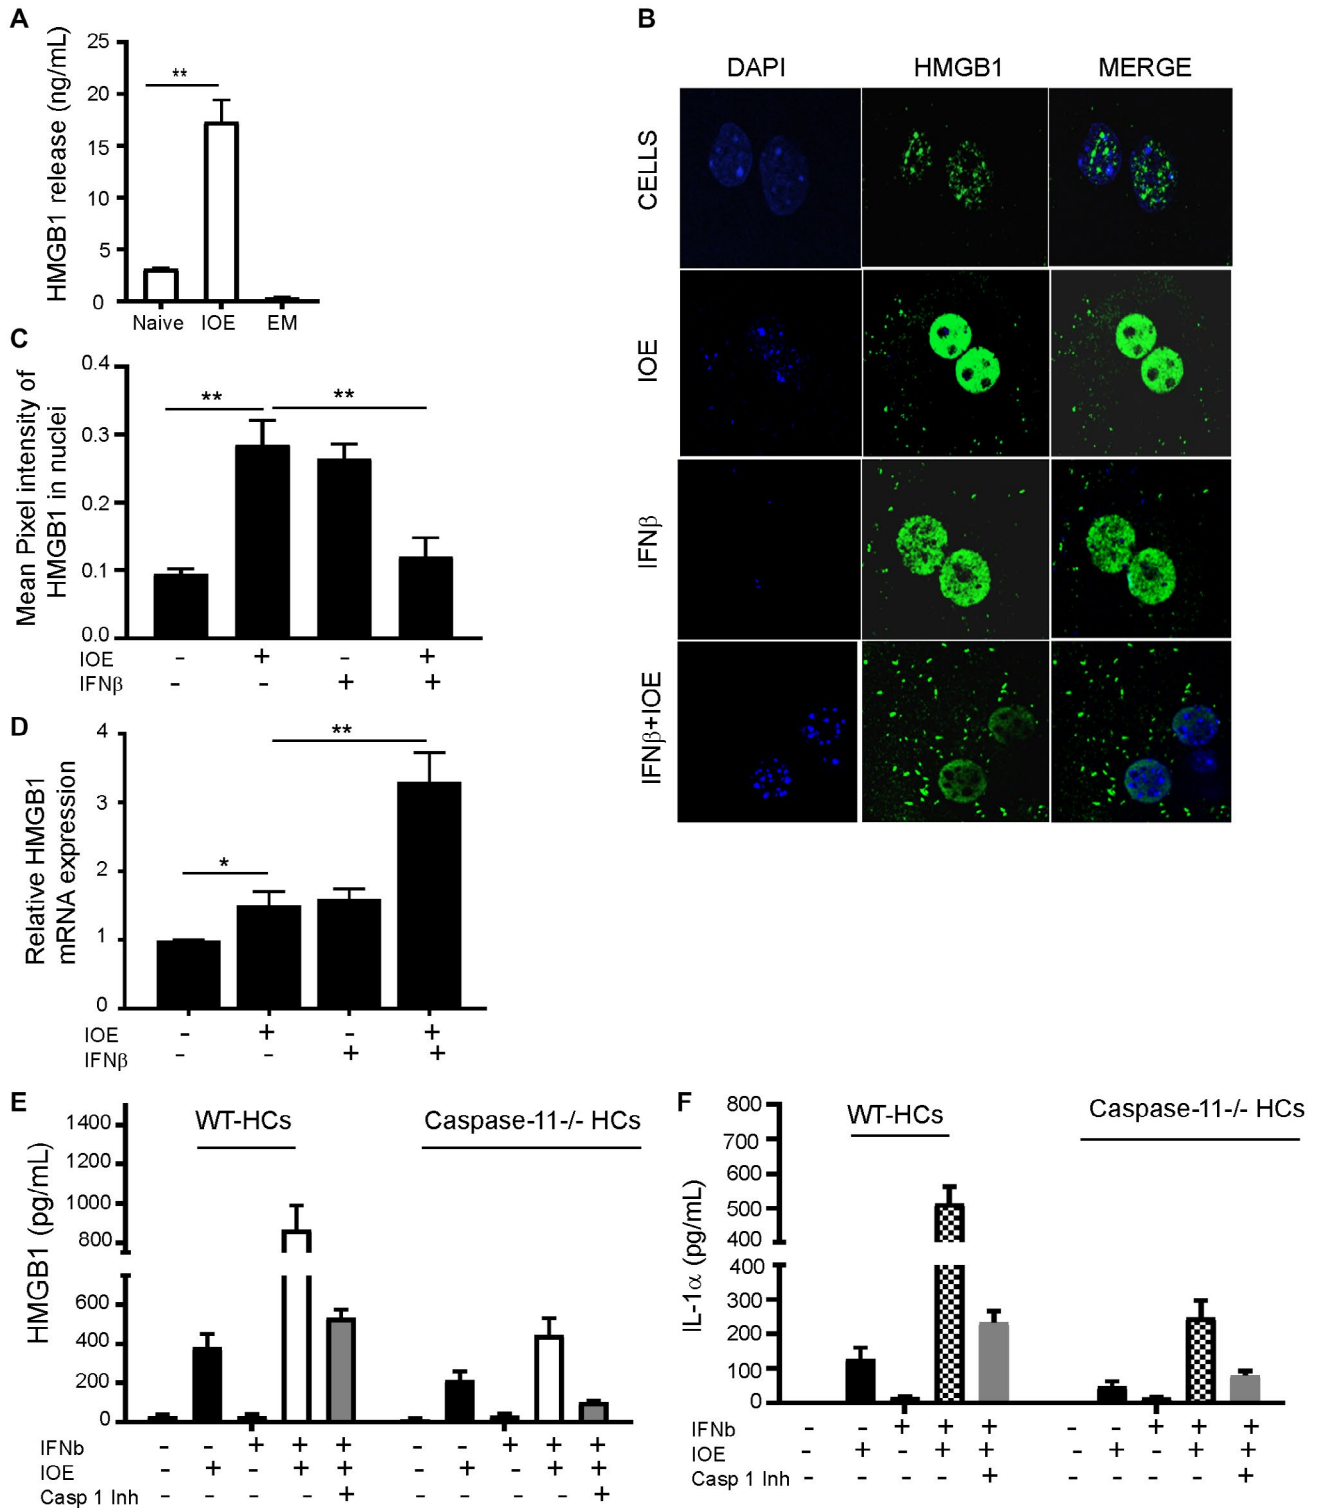 A
HMGB1 release (ng/mL)
25
20
15
10
5
0
**
Naive IOE EM
B
DAPI HMGB1 MERGE
CELLS
IOE
IFNβ
IFNβ+IOE
C
Mean Pixel intensity of
HMGB1 in nuclei
0.4
0.3
0.2
0.1
0.0
** **
IOE - + - +
IFNβ - - + +
D
Relative HMGB1
mRNA expression
4
3
2
1
0
* **
IOE - + - +
IFNβ - - + +
E
HMGB1 (pg/mL)
1400
1200
1000
800
600
400
200
0
WT-HCs Caspase-11-/- HCs
IFNb - - + + + - - + + +
IOE - + - + + - + - + +
Casp 1 Inh - - - - + - - - - +
F
IL-1α (pg/mL)
800
700
600
500
400
400
300
200
100
0
WT-HCs Caspase-11-/- HCs
IFNb - - + + + - - + + +
IOE - + - + + - + - + +
Casp 1 Inh - - - - + - - - - +